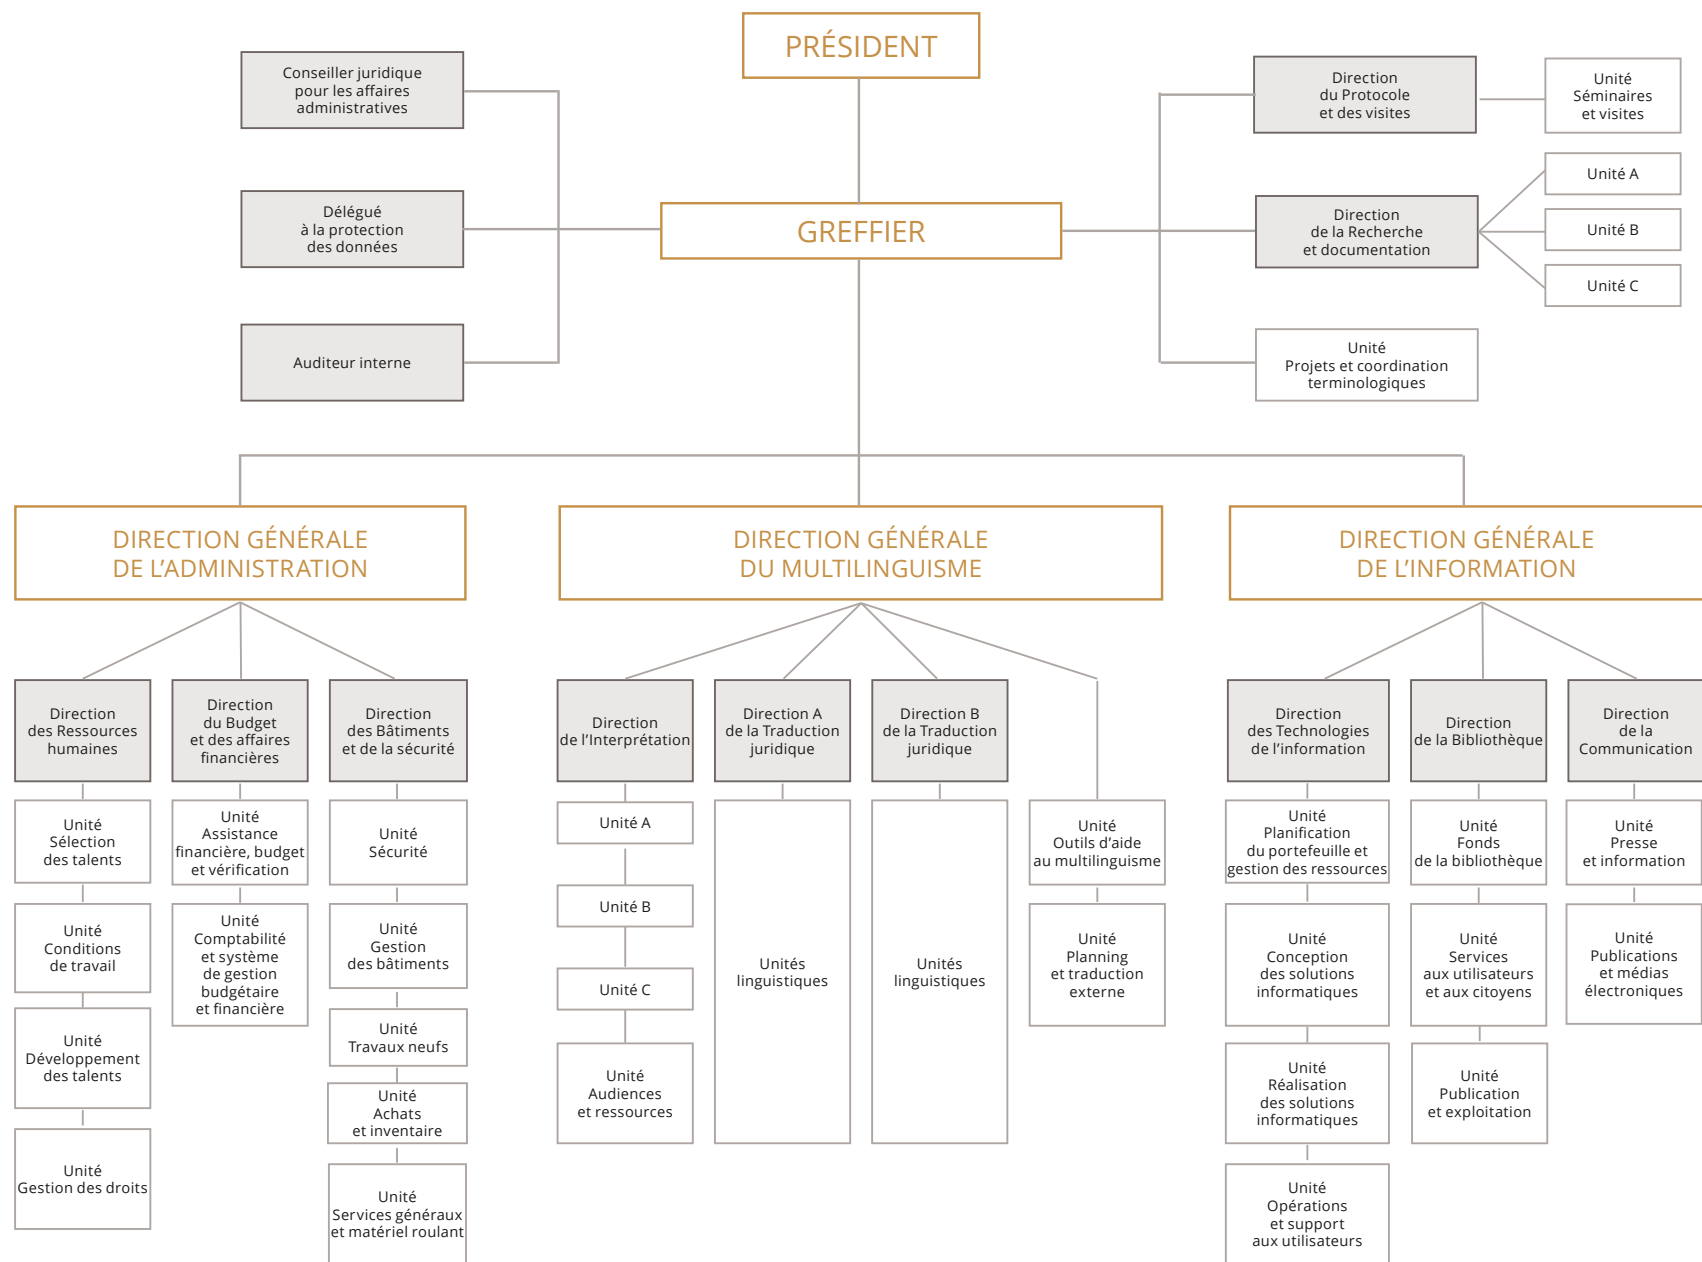 PRÉSIDENT
Conseiller juridique
pour les affaires
administratives
Direction
du Protocole
et des visites
Unité
Séminaires
et visites
Unité A
Délégué
à la protection
des données
GREFFIER
Direction
de la Recherche
et documentation
Unité B
Unité C
Auditeur interne
Unité
Projets et coordination
terminologiques
DIRECTION GÉNÉRALE
DE L’ADMINISTRATION
DIRECTION GÉNÉRALE
DU MULTILINGUISME
DIRECTION GÉNÉRALE
DE L’INFORMATION
Direction
des Ressources
humaines
Direction
du Budget
et des affaires
financières
Direction
des Bâtiments
et de la sécurité
Direction
de l’Interprétation
Direction A
de la Traduction
juridique
Direction B
de la Traduction
juridique
Direction
des Technologies
de l’information
Direction
de la Bibliothèque
Direction
de la
Communication
Unité
Sélection
des talents
Unité
Conditions
de travail
Unité
Développement
des talents
Unité
Gestion des droits
Unité
Assistance
financière, budget
et vérification
Unité
Comptabilité
et système
de gestion
budgétaire
et financière
Unité
Sécurité
Unité
Gestion
des bâtiments
Unité
Travaux neufs
Unité
Achats
et inventaire
Unité
Services généraux
et matériel roulant
Unité A
Unité B
Unité C
Unité
Audiences
et ressources
Unités
linguistiques
Unités
linguistiques
Unité
Outils d’aide
au multilinguisme
Unité
Planning
et traduction
externe
Unité
Planification
du portefeuille et
gestion des ressources
Unité
Conception
des solutions
informatiques
Unité
Réalisation
des solutions
informatiques
Unité
Opérations
et support
aux utilisateurs
Unité
Fonds
de la bibliothèque
Unité
Services
aux utilisateurs
et aux citoyens
Unité
Publication
et exploitation
Unité
Presse
et information
Unité
Publications
et médias
électroniques